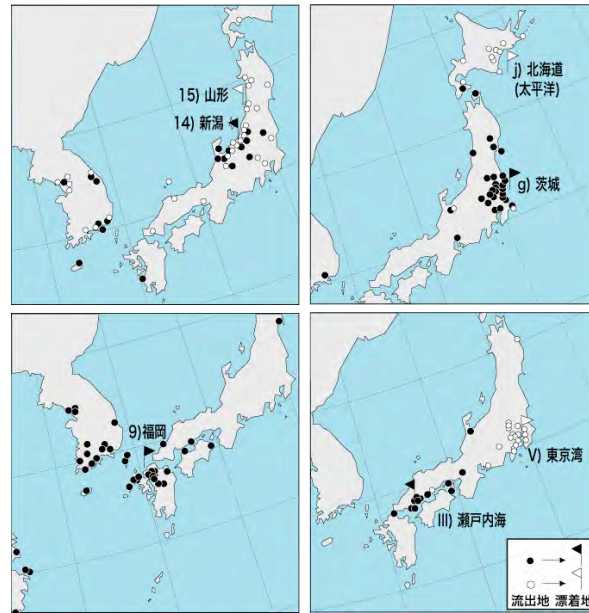 15) 山形
14) 新潟
j) 北海道
(太平洋)
g) 茨城
9)福岡
V) 東京湾
III) 瀬戸内海
流出地 漂着地